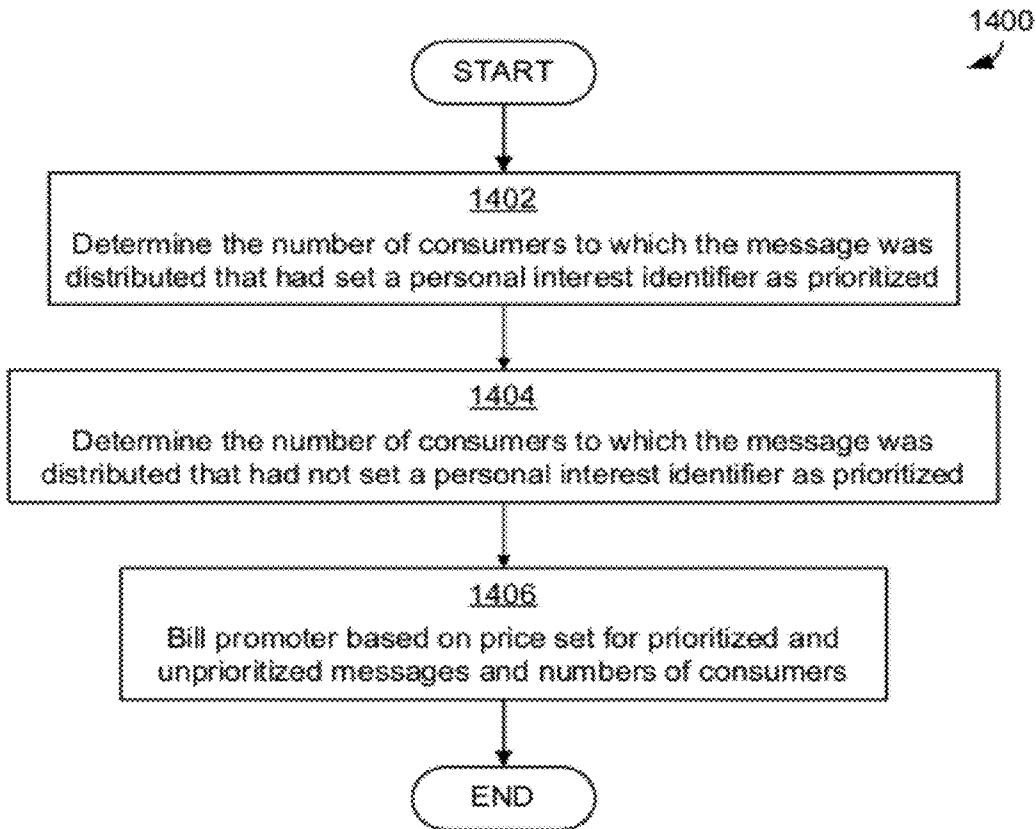 1400
START
1402
Determine the number of consumers to which the message was
distributed that had set a personal interest identifier as prioritized
1404
Determine the number of consumers to which the message was
distributed that had not set a personal interest identifier as prioritized
1406
Bill promoter based on price set for prioritized and
unprioritized messages and numbers of consumers
END